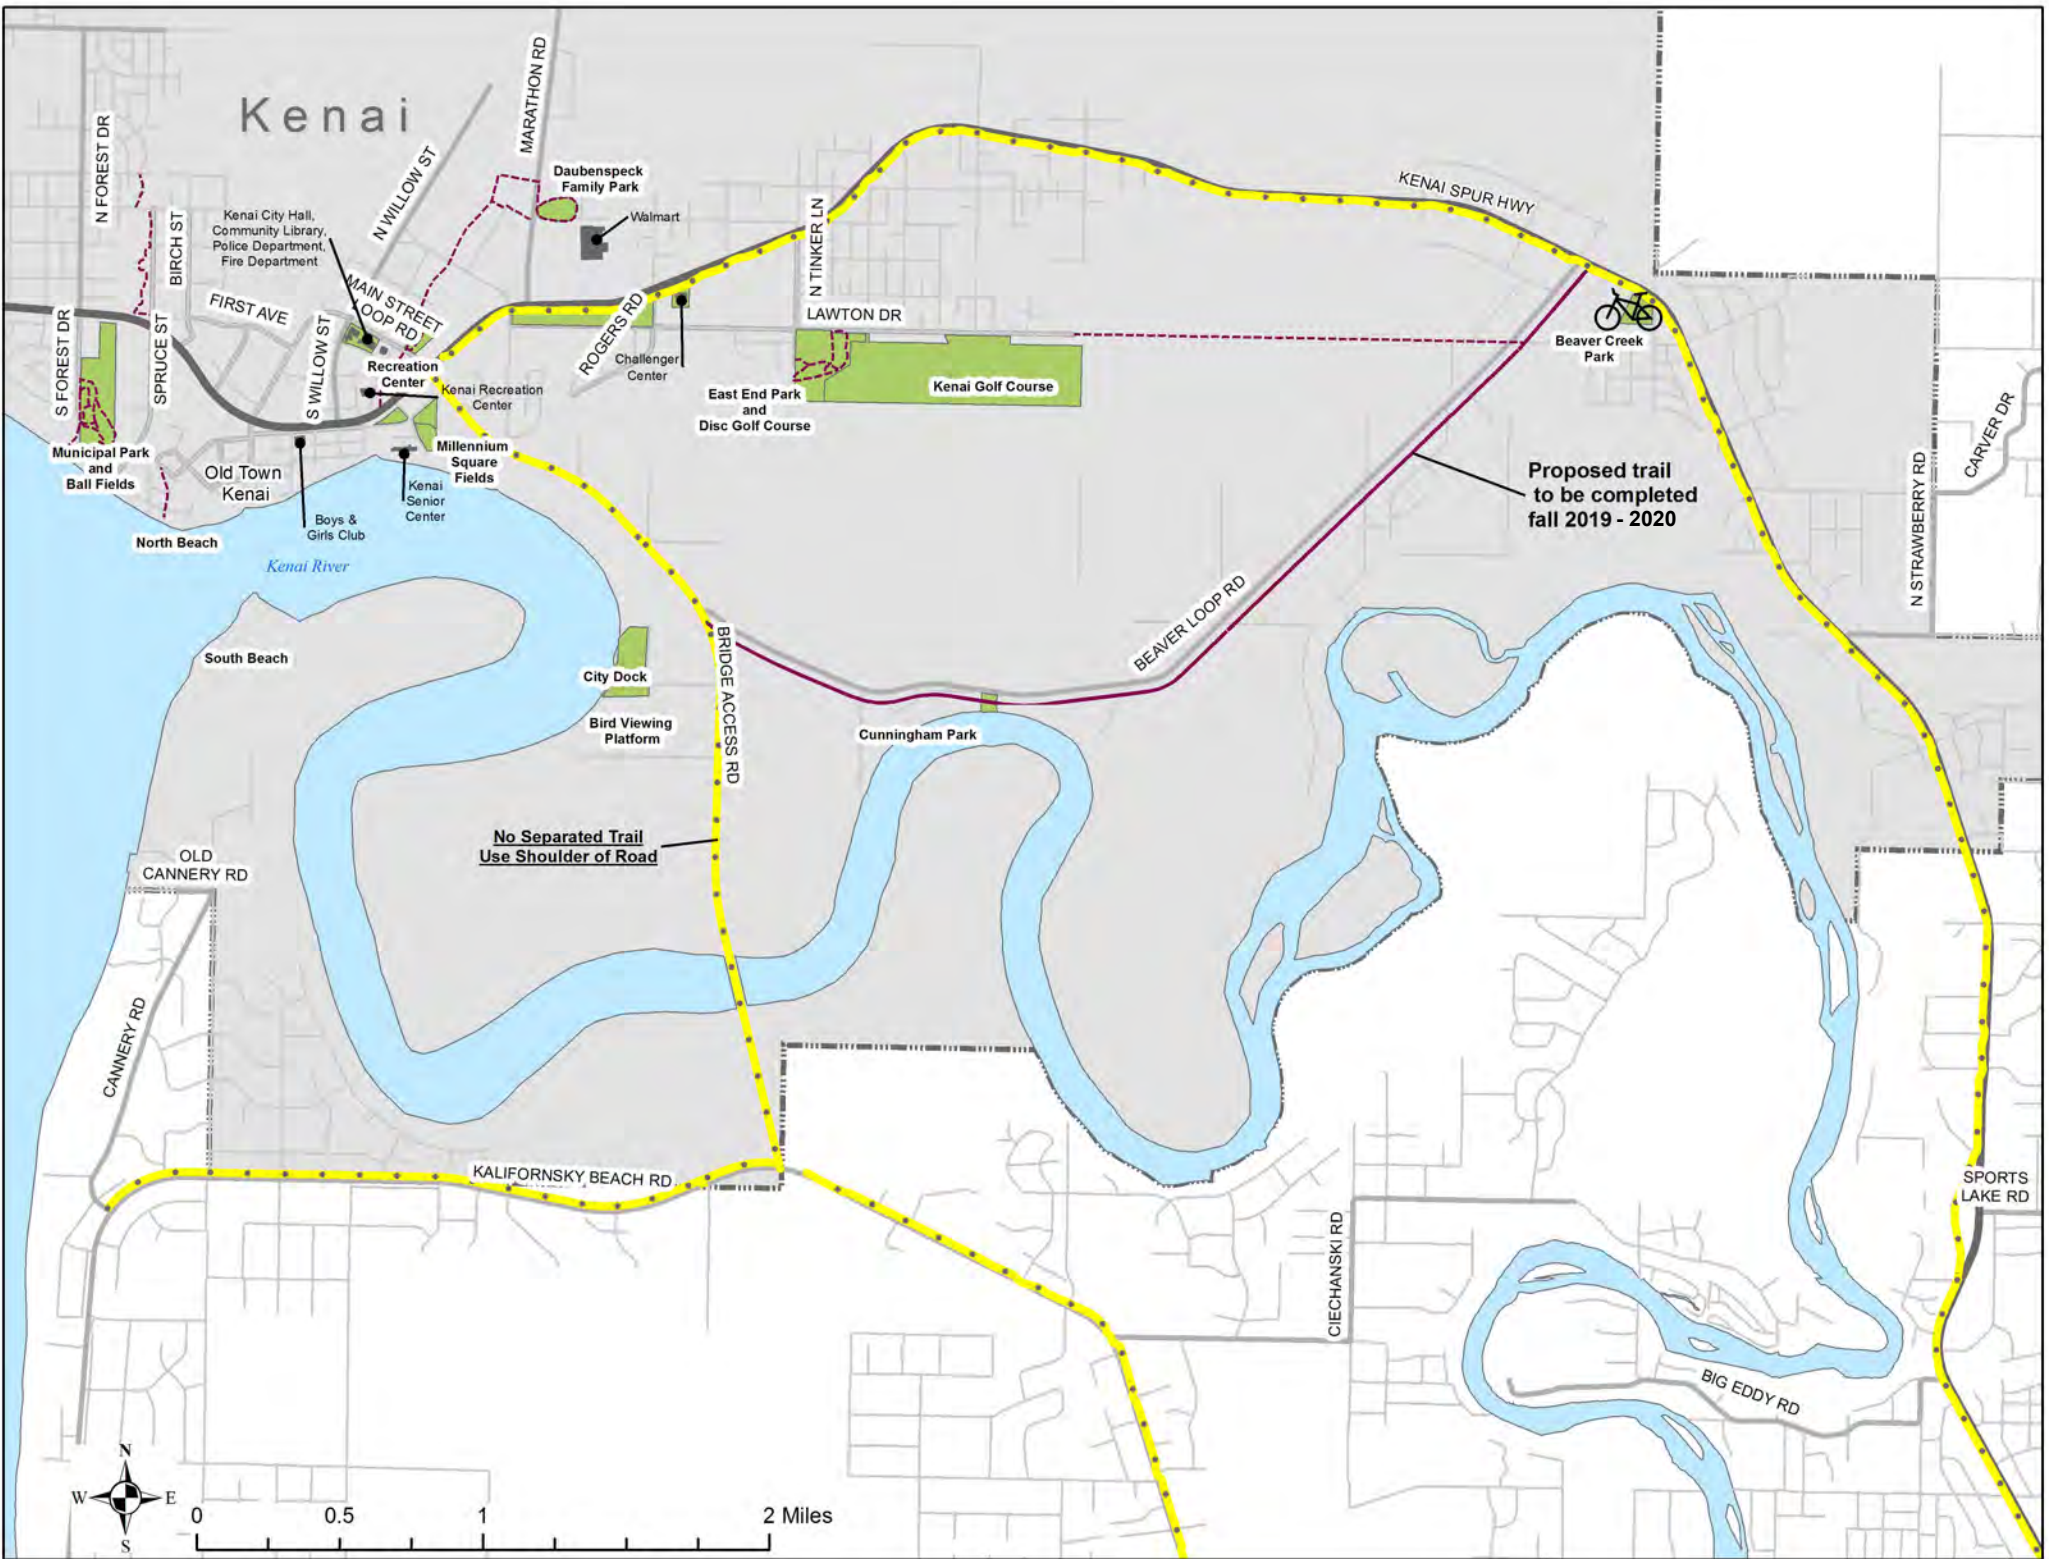 Kenai
MARATHON RD
N FOREST DR
N WILLOW ST
Daubenspeck
Family Park
Walmart
KENAI SPUR HWY
N TINKER LN
BIRCH ST
Kenai City Hall,
Community Library,
Police Department,
Fire Department
MAIN STREET
LOOP RD
FIRST AVE
ROGERS RD
LAWTON DR
S FOREST DR
SPRUCE ST
S WILLOW ST
Recreation
Center
Kenai Recreation
Center
Challenger
Center
East End Park
and
Disc Golf Course
Kenai Golf Course
Beaver Creek
Park
CARVER DR
N STRAWBERRY RD
Municipal Park
and
Ball Fields
Old Town
Kenai
Millennium
Square
Fields
Kenai
Senior
Center
Boys &
Girls Club
Proposed trail
to be completed
fall 2019 - 2020
North Beach
Kenai River
BEAVER LOOP RD
South Beach
City Dock
BRIDGE ACCESS RD
Bird Viewing
Platform
Cunningham Park
No Separated Trail
Use Shoulder of Road
OLD
CANNERY RD
CANNERY RD
KALIFORNSKY BEACH RD
SPORTS
LAKE RD
CIECHANSKI RD
BIG EDDY RD
N
W
E
S
0 0.5 1 2 Miles